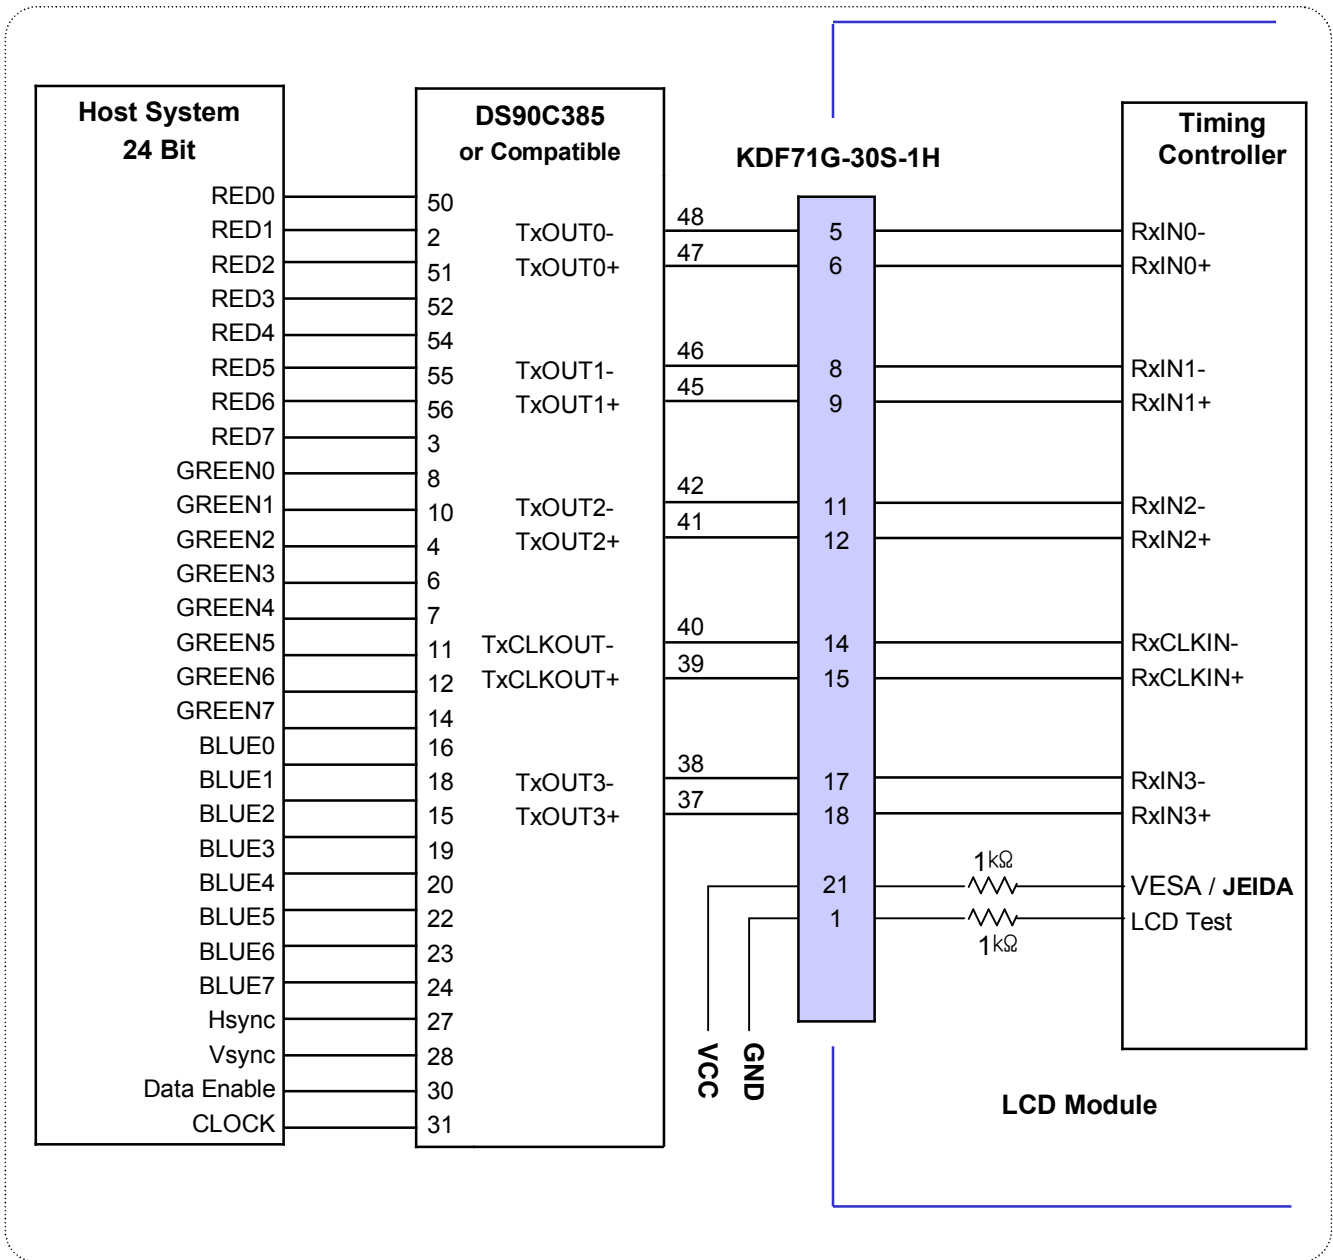 Host System
24 Bit
RED0
RED1
RED2
RED3
RED4
RED5
RED6
RED7
GREEN0
GREEN1
GREEN2
GREEN3
GREEN4
GREEN5
GREEN6
GREEN7
BLUE0
BLUE1
BLUE2
BLUE3
BLUE4
BLUE5
BLUE6
BLUE7
Hsync
Vsync
Data Enable
CLOCK
DS90C385
or Compatible
50
2
51
52
54
55
56
3
8
10
4
6
7
11
12
14
16
18
15
19
20
22
23
24
27
28
30
31
TxOUT0-
TxOUT0+
TxOUT1-
TxOUT1+
TxOUT2-
TxOUT2+
TxCLKOUT-
TxCLKOUT+
TxOUT3-
TxOUT3+
48
47
46
45
42
41
40
39
38
37
VCC
GND
KDF71G-30S-1H
5
6
8
9
11
12
14
15
17
18
21
1
1kΩ
1kΩ
Timing
Controller
RxIN0-
RxIN0+
RxIN1-
RxIN1+
RxIN2-
RxIN2+
RxCLKIN-
RxCLKIN+
RxIN3-
RxIN3+
VESA / JEIDA
LCD Test
LCD Module